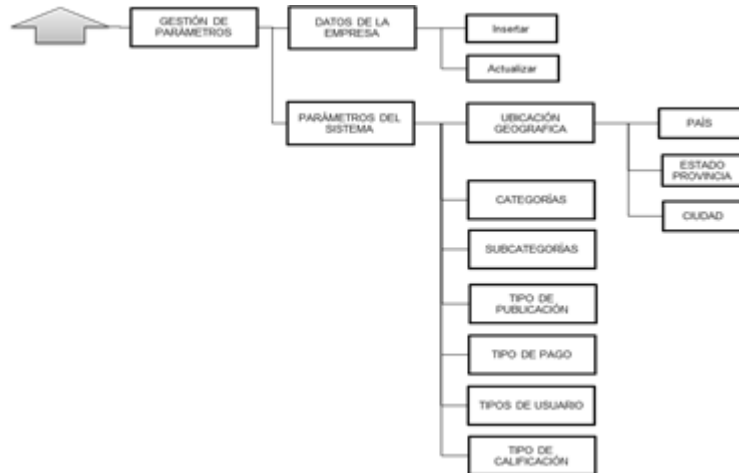 GESTIÓN DE
PARÁMETROS
DATOS DE LA
EMPRESA
Insertar
Actualizar
PARÁMETROS DEL
SISTEMA
UBICACIÓN
GEOGRAFICA
PAÍS
ESTADO
PROVINCIA
CIUDAD
CATEGORÍAS
SUBCATEGORÍAS
TIPO DE
PUBLICACIÓN
TIPO DE PAGO
TIPOS DE USUARIO
TIPO DE
CALIFICACIÓN